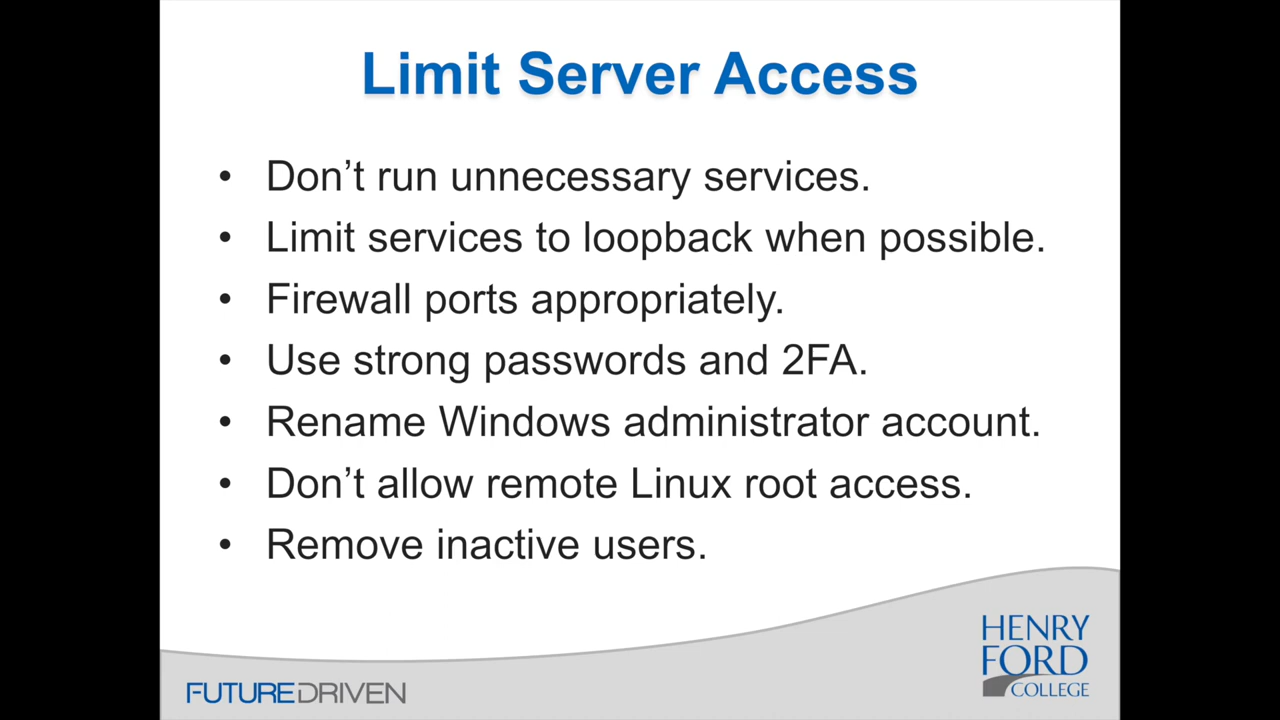 Limit Server Access
• Don’t run unnecessary services.
• Limit services to loopback when possible.
• Firewall ports appropriately.
• Use strong passwords and 2FA.
• Rename Windows administrator account.
• Don’t allow remote Linux root access.
• Remove inactive users.
FUTUREDRIVEN
HENRY
FORD
COLLEGE